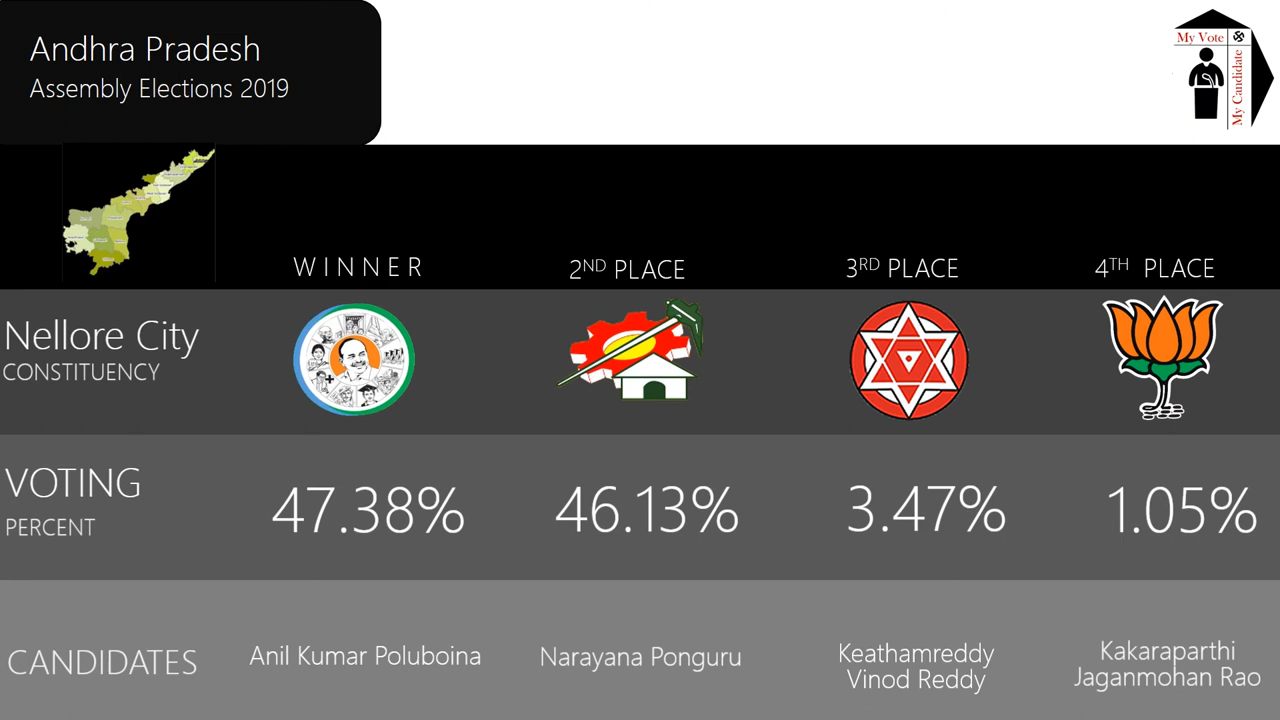 Andhra Pradesh
Assembly Elections 2019
My Vote
My Candidate
WINNER
2ND PLACE
3RD PLACE
4TH PLACE
Nellore City
CONSTITUENCY
VOTING
PERCENT
47.38%
46.13%
3.47%
1.05%
CANDIDATES
Anil Kumar Poluboina
Narayana Ponguru
Keathamreddy
Vinod Reddy
Kakaraparthi
Jaganmohan Rao